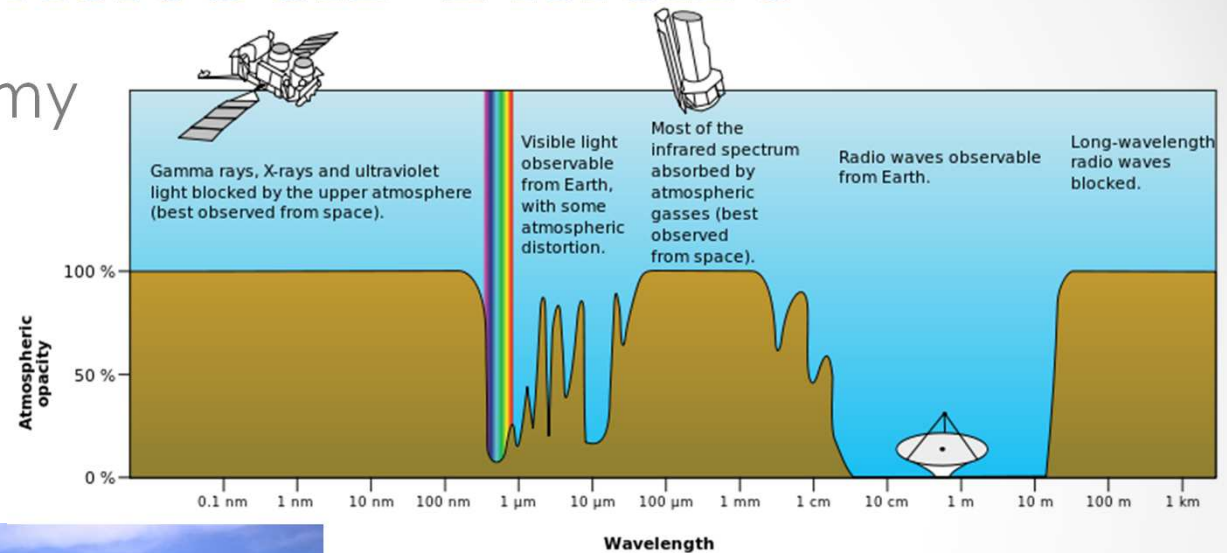 my
Gamma rays, X-rays and ultraviolet
light blocked by the upper atmosphere
(best observed from space).
Visible light
observable
from Earth,
with some
atmospheric
distortion.
Most of the
infrared spectrum
absorbed by
atmospheric
gasses (best
observed
from space).
Radio waves observable
from Earth.
Long-wavelength
radio waves
blocked.
Atmospheric
opacity
100 %
50 %
0 %
0.1 nm 1 nm 10 nm 100 nm 1 µm 10 µm 100 µm 1 mm 1 cm 10 cm 1 m 10 m 100 m 1 km
Wavelength